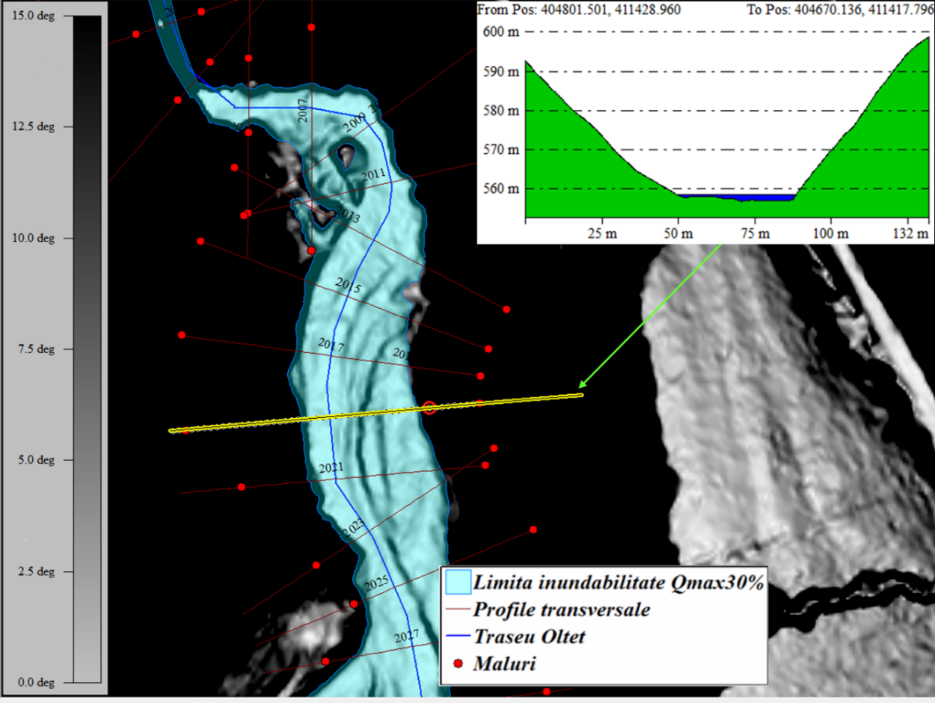 15.0 deg
12.5 deg
10.0 deg
7.5 deg
5.0 deg
2.5 deg
0.0 deg
From Pos: 404801.501, 411428.960 To Pos: 404670.136, 411417.796
600 m
590 m
580 m
570 m
560 m
25 m 50 m 75 m 100 m 132 m
2007
2009
2011
2013
2015
2017
2021
2023
2025
2027
Limita inundabilitate Qmax30%
Profile transversale
Traseu Oltet
Maluri